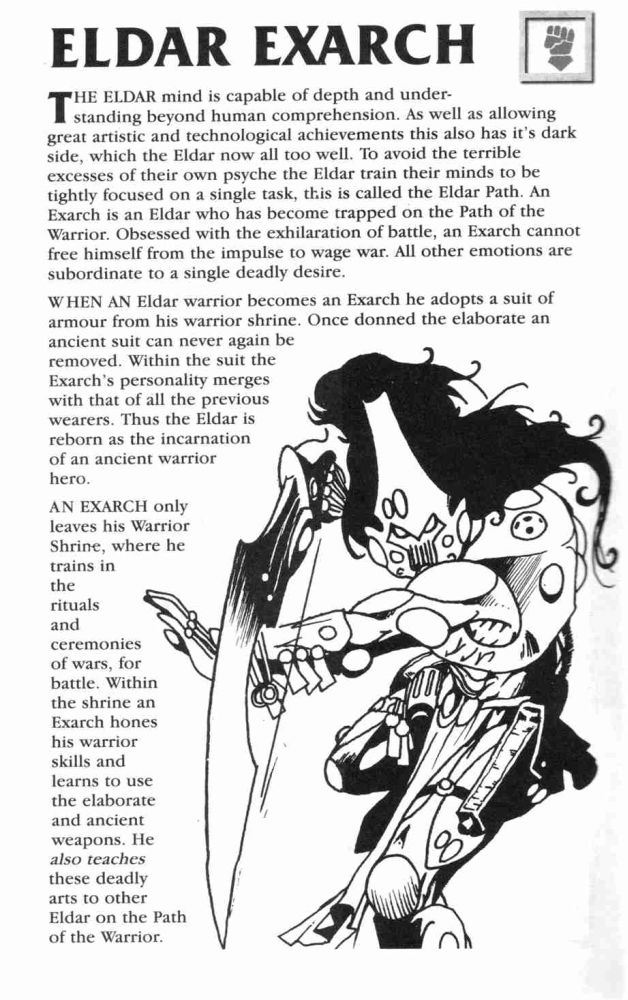 ELDAR EXARCH
THE ELDAR mind is capable of depth and under-
standing beyond human comprehension. As well as allowing
great artistic and technological achievements this also has it's dark
side, which the Eldar now all too well. To avoid the terrible
excesses of their own psyche the Eldar train their minds to be
tightly focused on a single task, this is called the Eldar Path. An
Exarch is an Eldar who has become trapped on the Path of the
Warrior. Obsessed with the exhilaration of battle, an Exarch cannot
free himself from the impulse to wage war. All other emotions are
subordinate to a single deadly desire.
WHEN AN Eldar warrior becomes an Exarch he adopts a suit of
armour from his warrior shrine. Once donned the elaborate an
ancient suit can never again be
removed. Within the suit the
Exarch's personality merges
with that of all the previous
wearers. Thus the Eldar is
reborn as the incarnation
of an ancient warrior
hero.
AN EXARCH only
leaves his Warrior
Shrine, where he
trains in
the
rituals
and
ceremonies
of wars, for
battle. Within
the shrine an
Exarch hones
his warrior
skills and
learns to use
the elaborate
and ancient
weapons. He
also teaches
these deadly
arts to other
Eldar on the Path
of the Warrior.